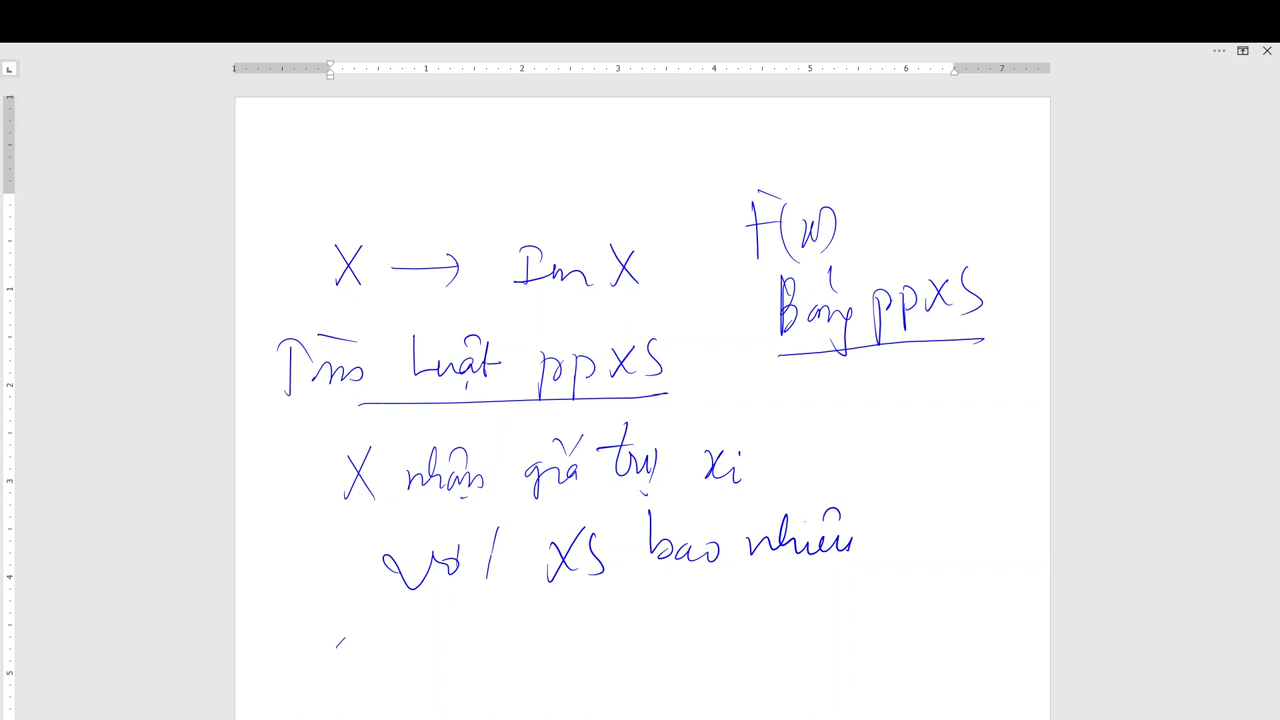 X → Im X
F(x)
Bảng ppXS
Tìm Luật ppXS
X nhận giá trị xi
với XS bao nhiêu